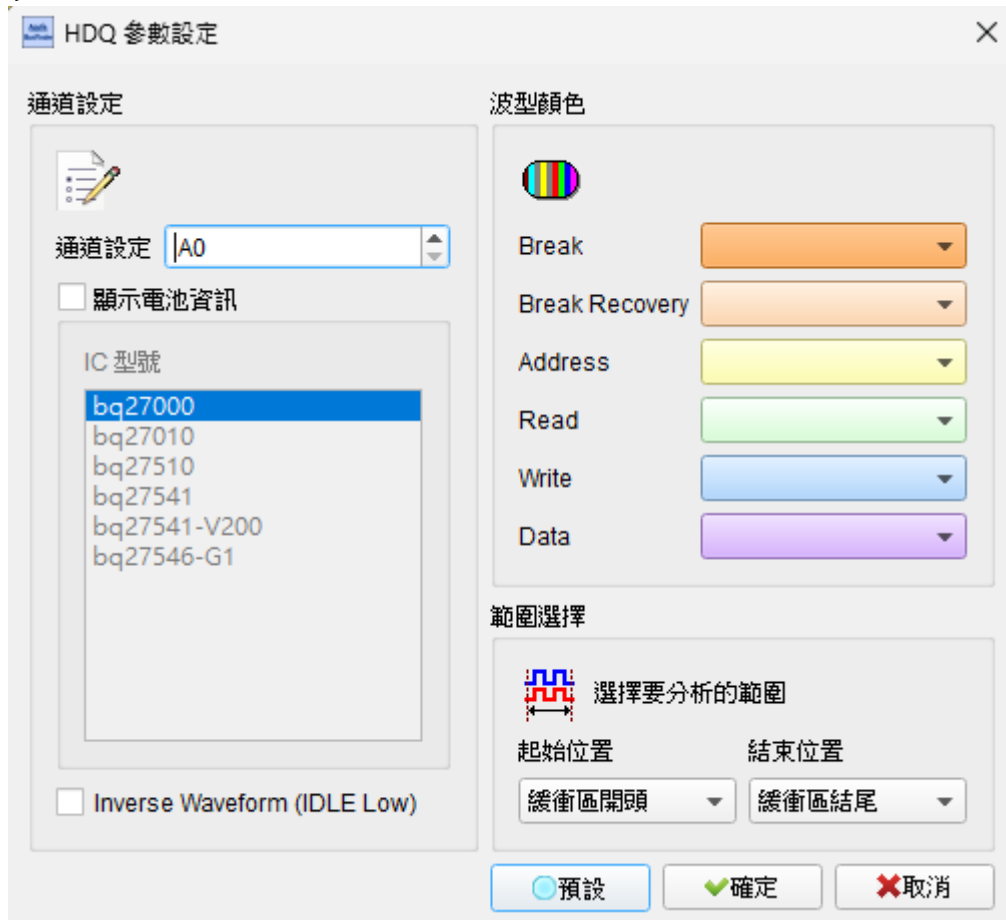 HDQ 參數設定
通道設定
通道設定 A0
顯示電池資訊
IC 型號
bq27000
bq27010
bq27510
bq27541
bq27541-V200
bq27546-G1
Inverse Waveform (IDLE Low)
波型顏色
Break
Break Recovery
Address
Read
Write
Data
範圍選擇
選擇要分析的範圍
起始位置 結束位置
緩衝區開頭 緩衝區結尾
預設 確定 取消